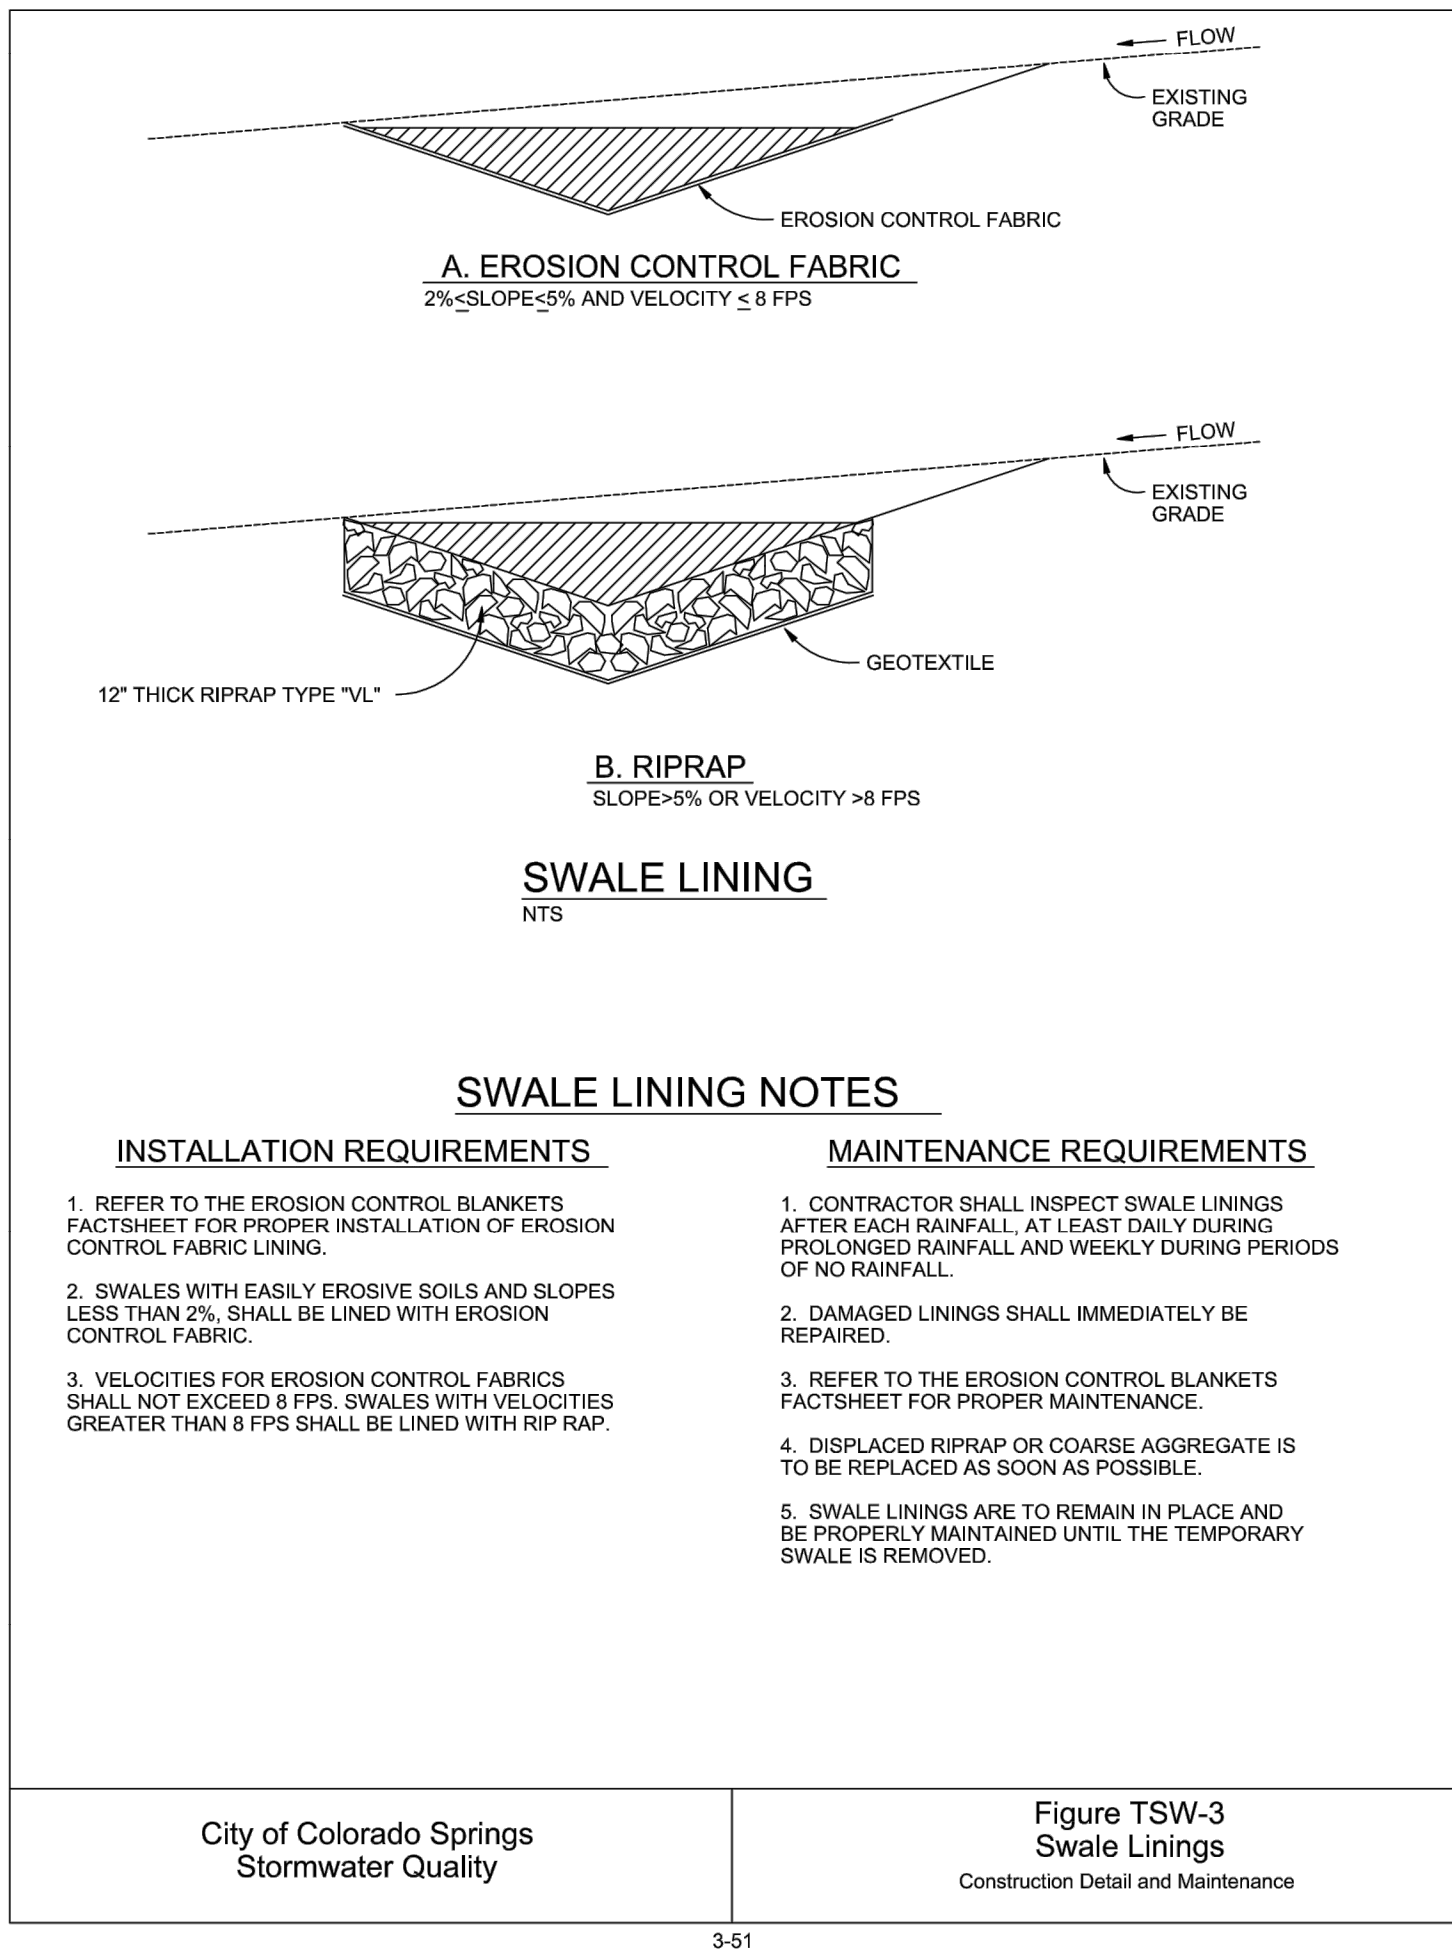 FLOW
EXISTING
GRADE
EROSION CONTROL FABRIC
A. EROSION CONTROL FABRIC
2%≤SLOPE≤5% AND VELOCITY ≤ 8 FPS
FLOW
EXISTING
GRADE
GEOTEXTILE
12" THICK RIPRAP TYPE "VL"
B. RIPRAP
SLOPE>5% OR VELOCITY >8 FPS
SWALE LINING
NTS
SWALE LINING NOTES
INSTALLATION REQUIREMENTS
1. REFER TO THE EROSION CONTROL BLANKETS
FACTSHEET FOR PROPER INSTALLATION OF EROSION
CONTROL FABRIC LINING.
2. SWALES WITH EASILY EROSIVE SOILS AND SLOPES
LESS THAN 2%, SHALL BE LINED WITH EROSION
CONTROL FABRIC.
3. VELOCITIES FOR EROSION CONTROL FABRICS
SHALL NOT EXCEED 8 FPS. SWALES WITH VELOCITIES
GREATER THAN 8 FPS SHALL BE LINED WITH RIP RAP.
MAINTENANCE REQUIREMENTS
1. CONTRACTOR SHALL INSPECT SWALE LININGS
AFTER EACH RAINFALL, AT LEAST DAILY DURING
PROLONGED RAINFALL AND WEEKLY DURING PERIODS
OF NO RAINFALL.
2. DAMAGED LININGS SHALL IMMEDIATELY BE
REPAIRED.
3. REFER TO THE EROSION CONTROL BLANKETS
FACTSHEET FOR PROPER MAINTENANCE.
4. DISPLACED RIPRAP OR COARSE AGGREGATE IS
TO BE REPLACED AS SOON AS POSSIBLE.
5. SWALE LININGS ARE TO REMAIN IN PLACE AND
BE PROPERLY MAINTAINED UNTIL THE TEMPORARY
SWALE IS REMOVED.
City of Colorado Springs
Stormwater Quality
Figure TSW-3
Swale Linings
Construction Detail and Maintenance
3-51